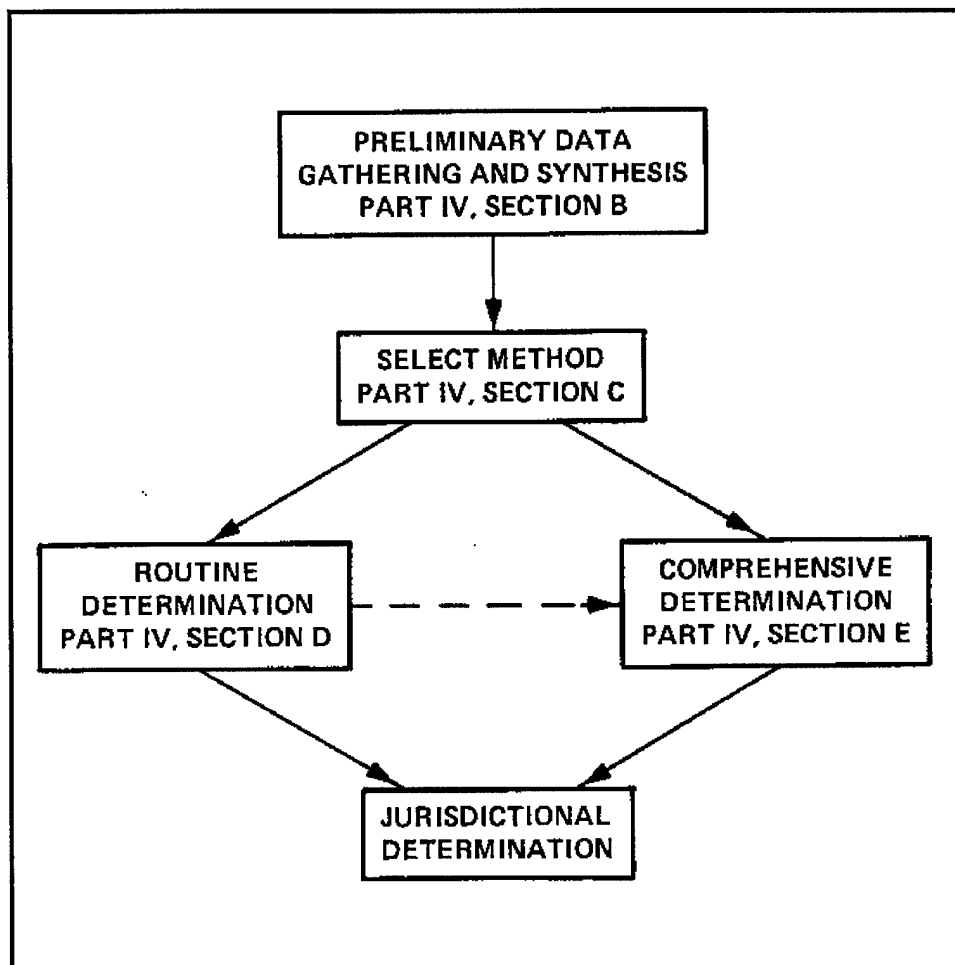 PRELIMINARY DATA
GATHERING AND SYNTHESIS
PART IV, SECTION B
SELECT METHOD
PART IV, SECTION C
ROUTINE
DETERMINATION
PART IV, SECTION D
COMPREHENSIVE
DETERMINATION
PART IV, SECTION E
JURISDICTIONAL
DETERMINATION